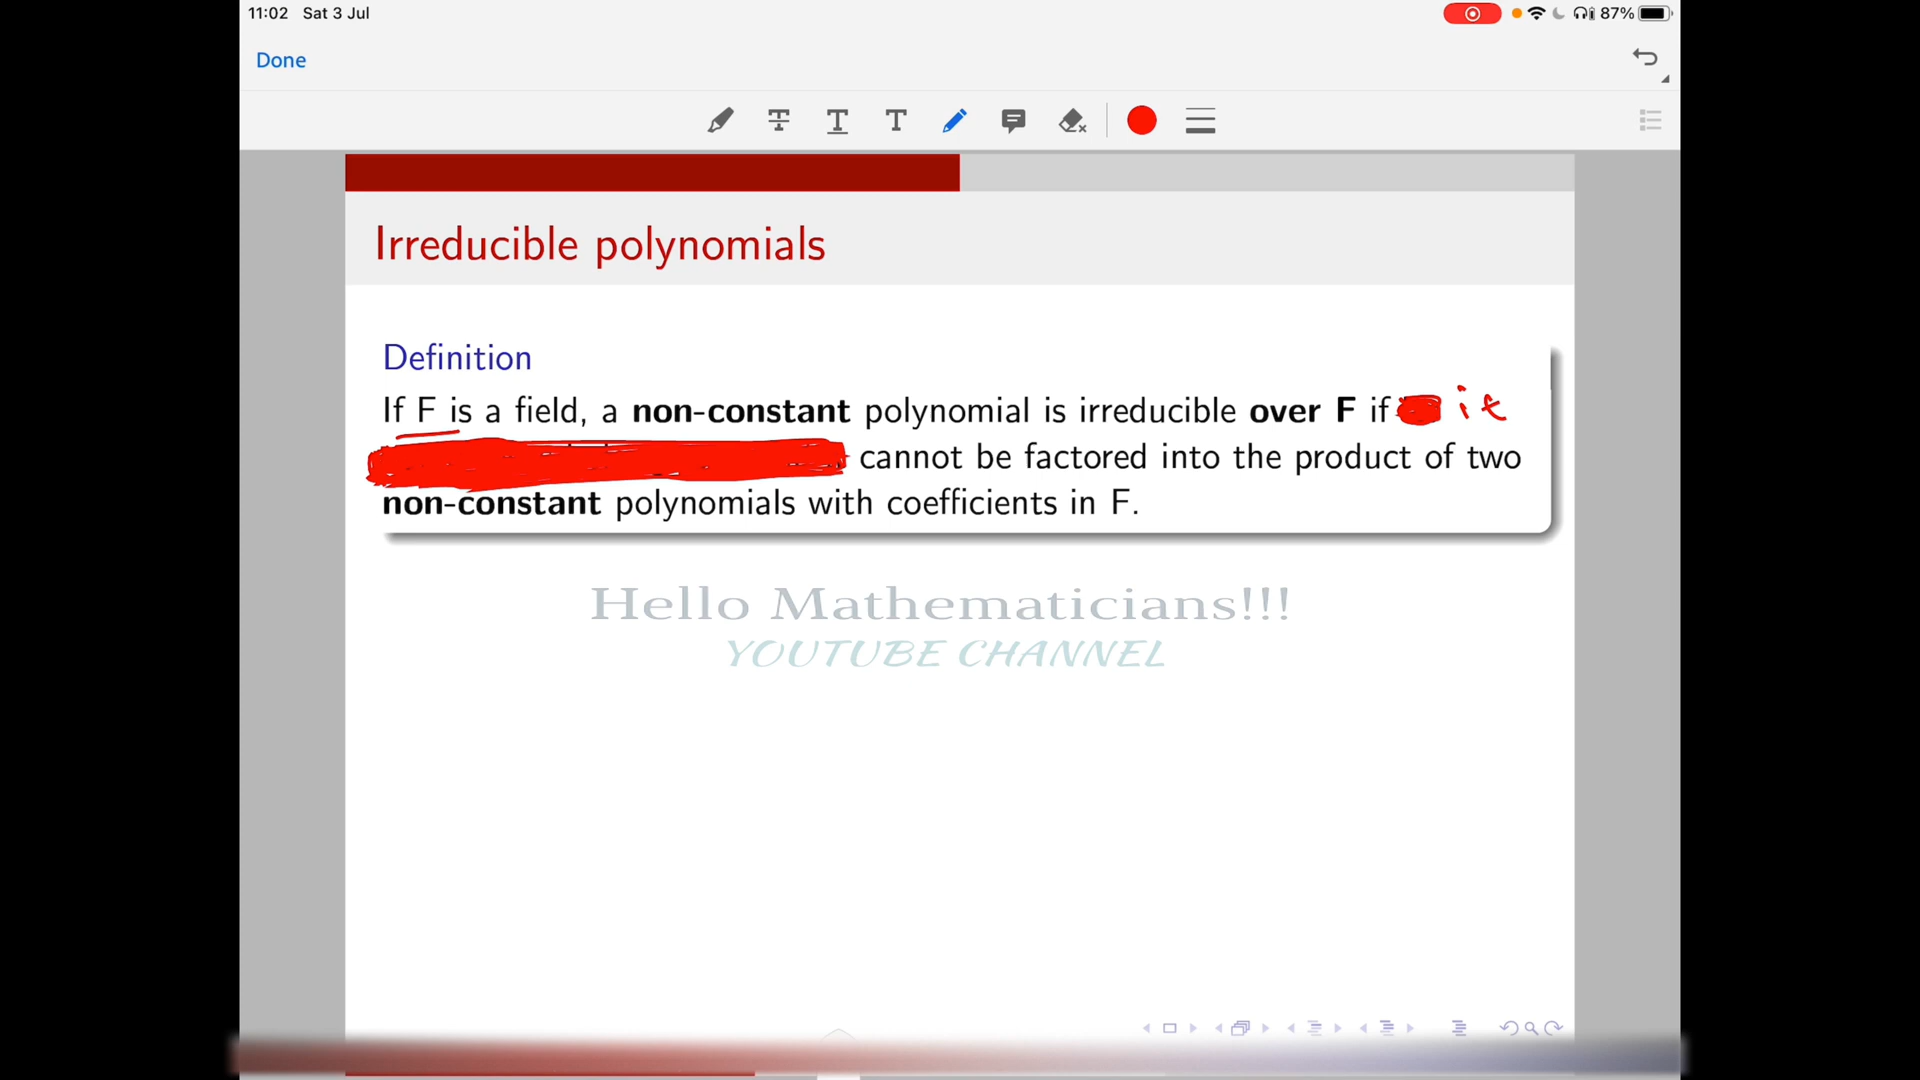 11:02 Sat 3 Jul
87%
Done
T T T
Irreducible polynomials
Definition
If F is a field, a non-constant polynomial is irreducible over F if it
cannot be factored into the product of two
non-constant polynomials with coefficients in F.
Hello Mathematicians!!!
YOUTUBE CHANNEL